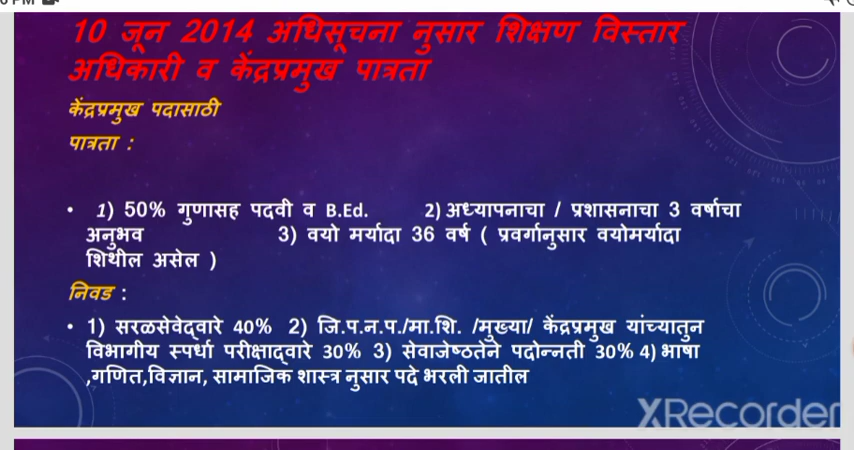 10 जून 2014 अधिसूचना नुसार शिक्षण विस्तार
अधिकारी व केंद्रप्रमुख पात्रता
केंद्रप्रमुख पदासाठी
पात्रता :
• 1) 50% गुणासह पदवी व B.Ed. 2) अध्यापनाचा / प्रशासनाचा 3 वर्षाचा
अनुभव 3) वयो मर्यादा 36 वर्ष ( प्रवर्गानुसार वयोमर्यादा
शिथील असेल )
निवड :
• 1) सरळसेवेद्वारे 40% 2) जि.प.न.प./मा.शि. /मुख्या/ केंद्रप्रमुख यांच्यातुन
विभागीय स्पर्धा परीक्षाद्वारे 30% 3) सेवाजेष्ठतेने पदोन्नती 30% 4) भाषा
,गणित,विज्ञान, सामाजिक शास्त्र नुसार पदे भरली जातील
XRecorder